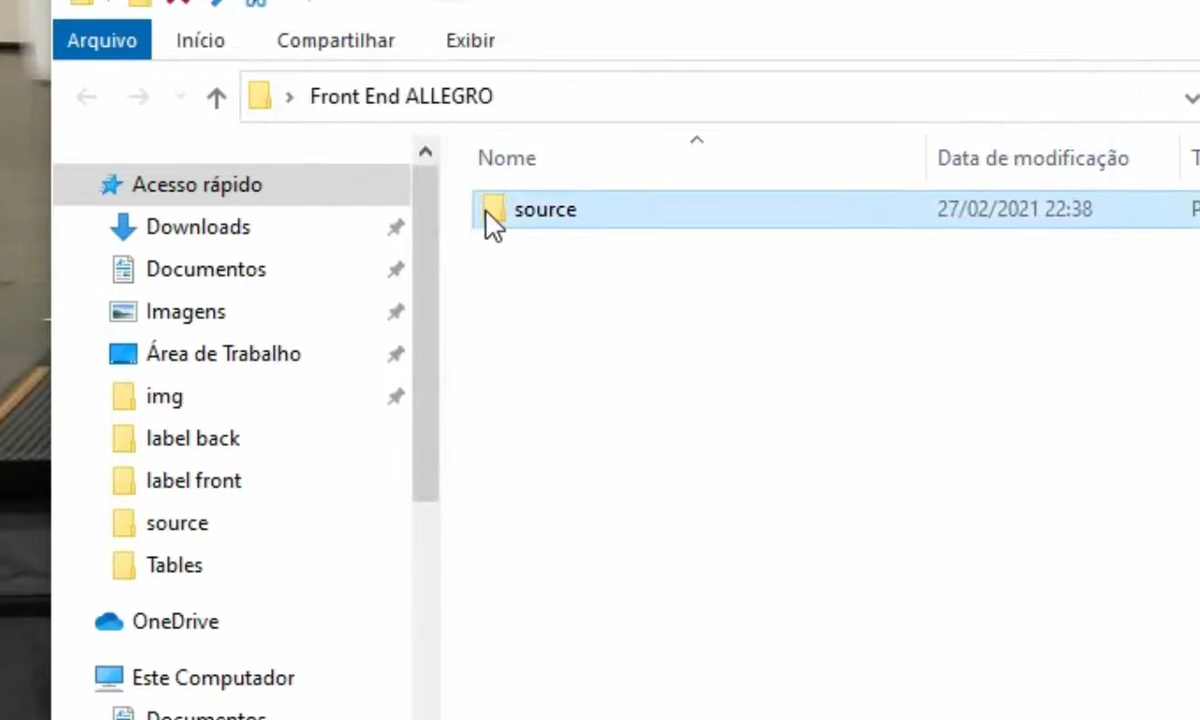 Arquivo Início Compartilhar Exibir
Front End ALLEGRO
Nome Data de modificação
source 27/02/2021 22:38
Acesso rápido
Downloads
Documentos
Imagens
Área de Trabalho
img
label back
label front
source
Tables
OneDrive
Este Computador
Documentos